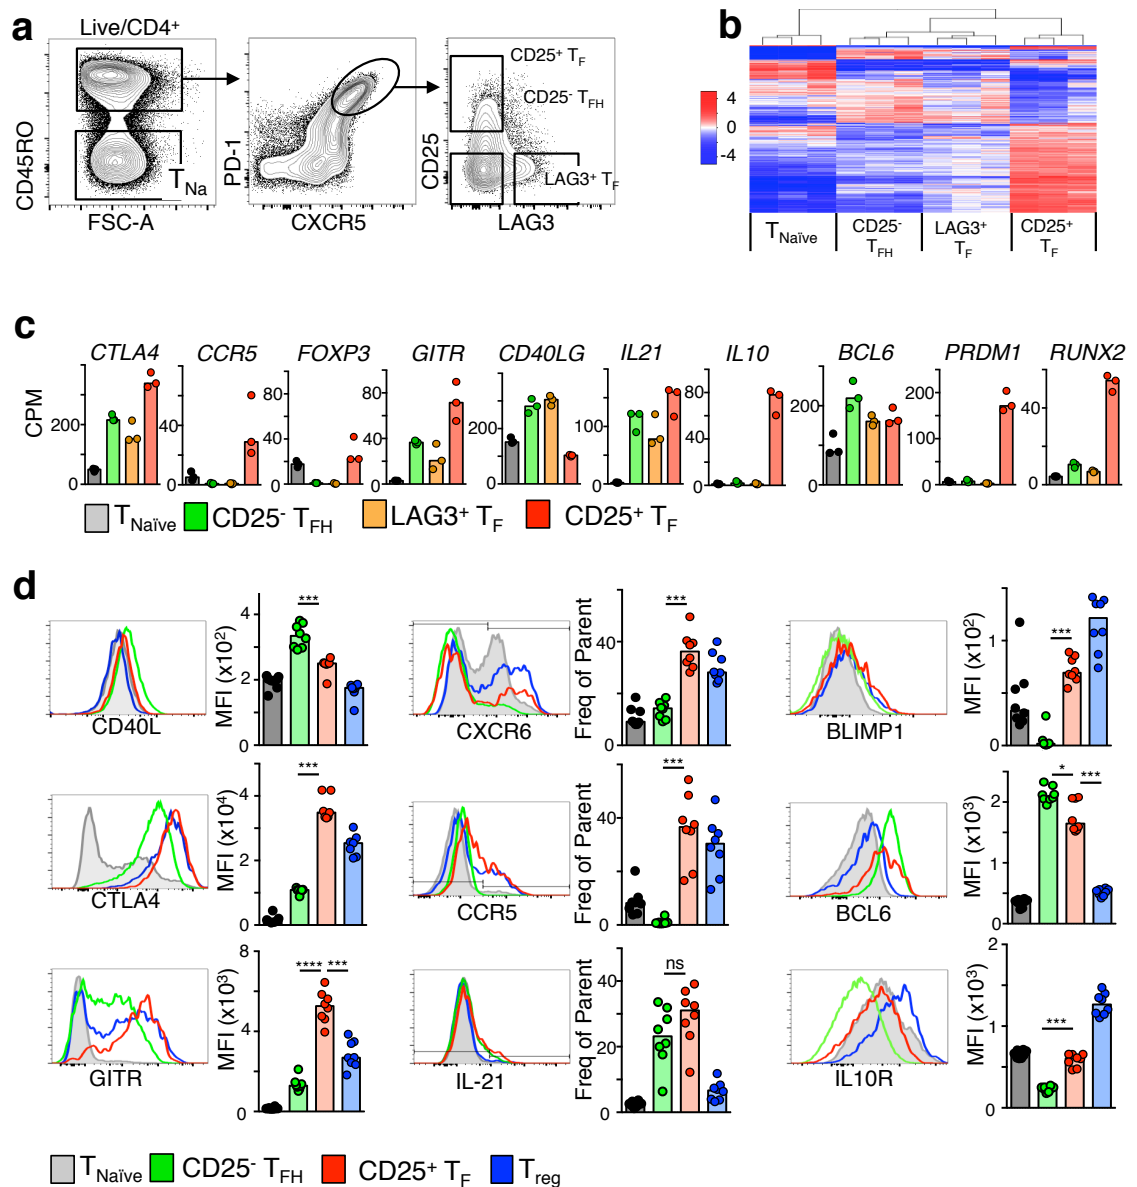 a
Live/CD4+
CD45RO
FSC-A
TNa
PD-1
CXCR5
CD25
LAG3
CD25+ TF
CD25- TFH
LAG3+ TF
b
4
0
-4
TNaïve
CD25- TFH
LAG3+ TF
CD25+ TF
c
CTLA4 CCR5 FOXP3 GITR CD40LG IL21 IL10 BCL6 PRDM1 RUNX2
CPM
200
0
80
40
0
40
0
80
40
0
200
0
100
0
80
40
0
200
0
200
100
0
40
0
TNaïve CD25- TFH LAG3+ TF CD25+ TF
d
CD40L
MFI (x10²)
4
2
0
***
CXCR6
Freq of Parent
40
0
***
BLIMP1
MFI (x10²)
1
0
***
CTLA4
MFI (x10⁴)
4
2
0
***
CCR5
Freq of Parent
40
0
***
BCL6
MFI (x10³)
2
1
0
* ***
GITR
MFI (x10³)
8
4
0
**** ***
IL-21
Freq of Parent
40
20
0
ns
IL10R
MFI (x10³)
2
1
0
***
TNaïve CD25- TFH CD25+ TF Treg